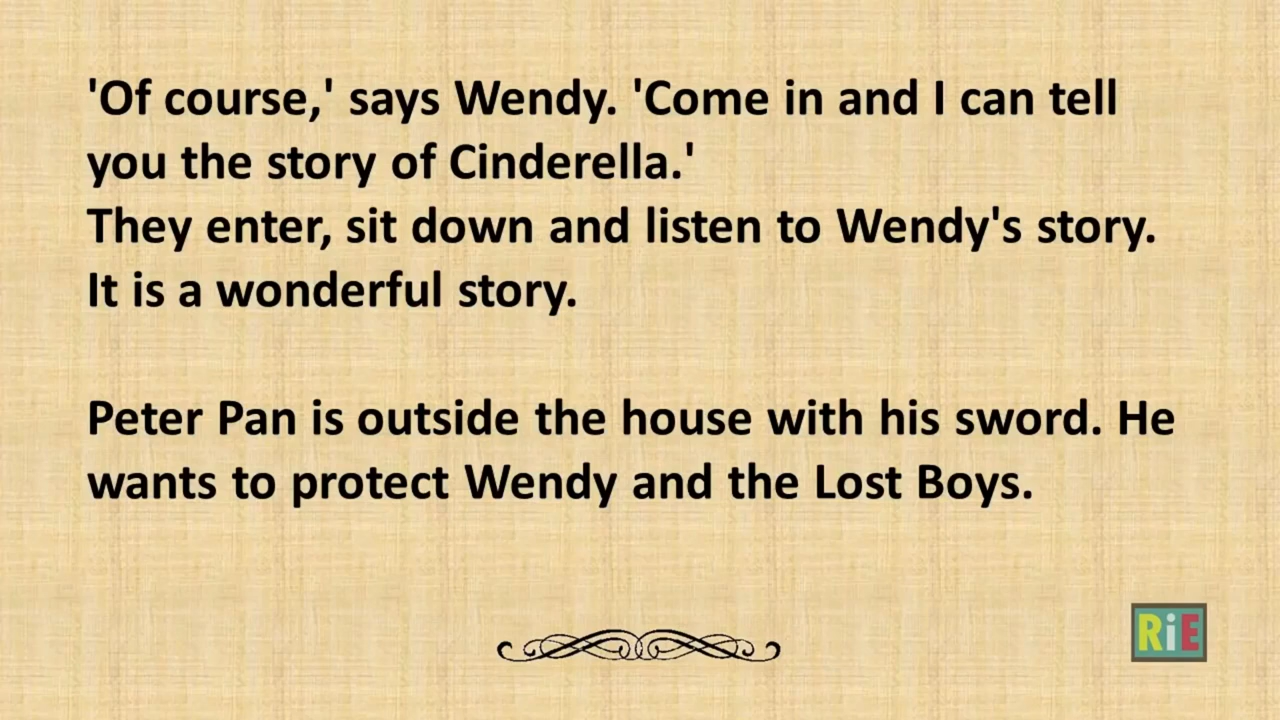 'Of course,' says Wendy. 'Come in and I can tell
you the story of Cinderella.'
They enter, sit down and listen to Wendy's story.
It is a wonderful story.
Peter Pan is outside the house with his sword. He
wants to protect Wendy and the Lost Boys.
RiE